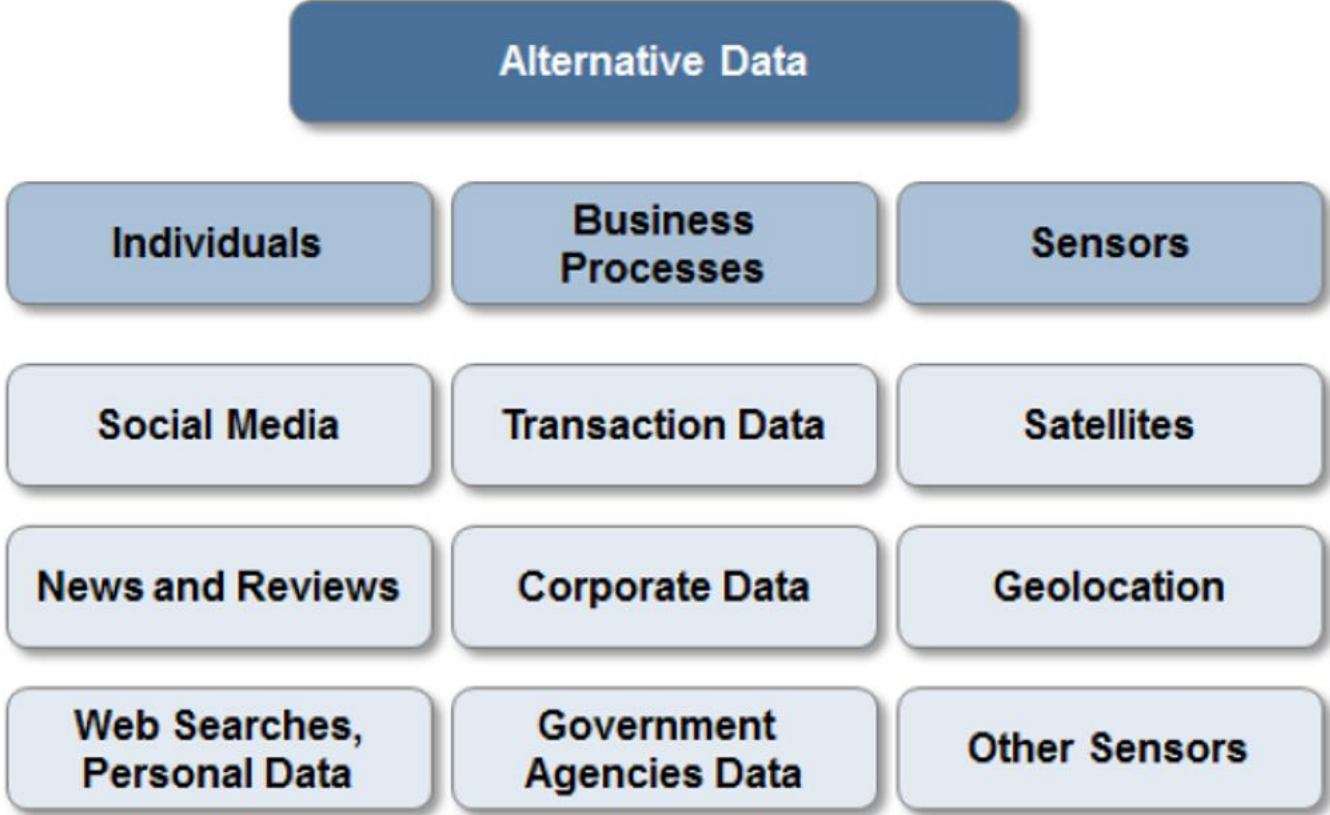 Alternative Data
Individuals
Business
Processes
Sensors
Social Media
Transaction Data
Satellites
News and Reviews
Corporate Data
Geolocation
Web Searches,
Personal Data
Government
Agencies Data
Other Sensors